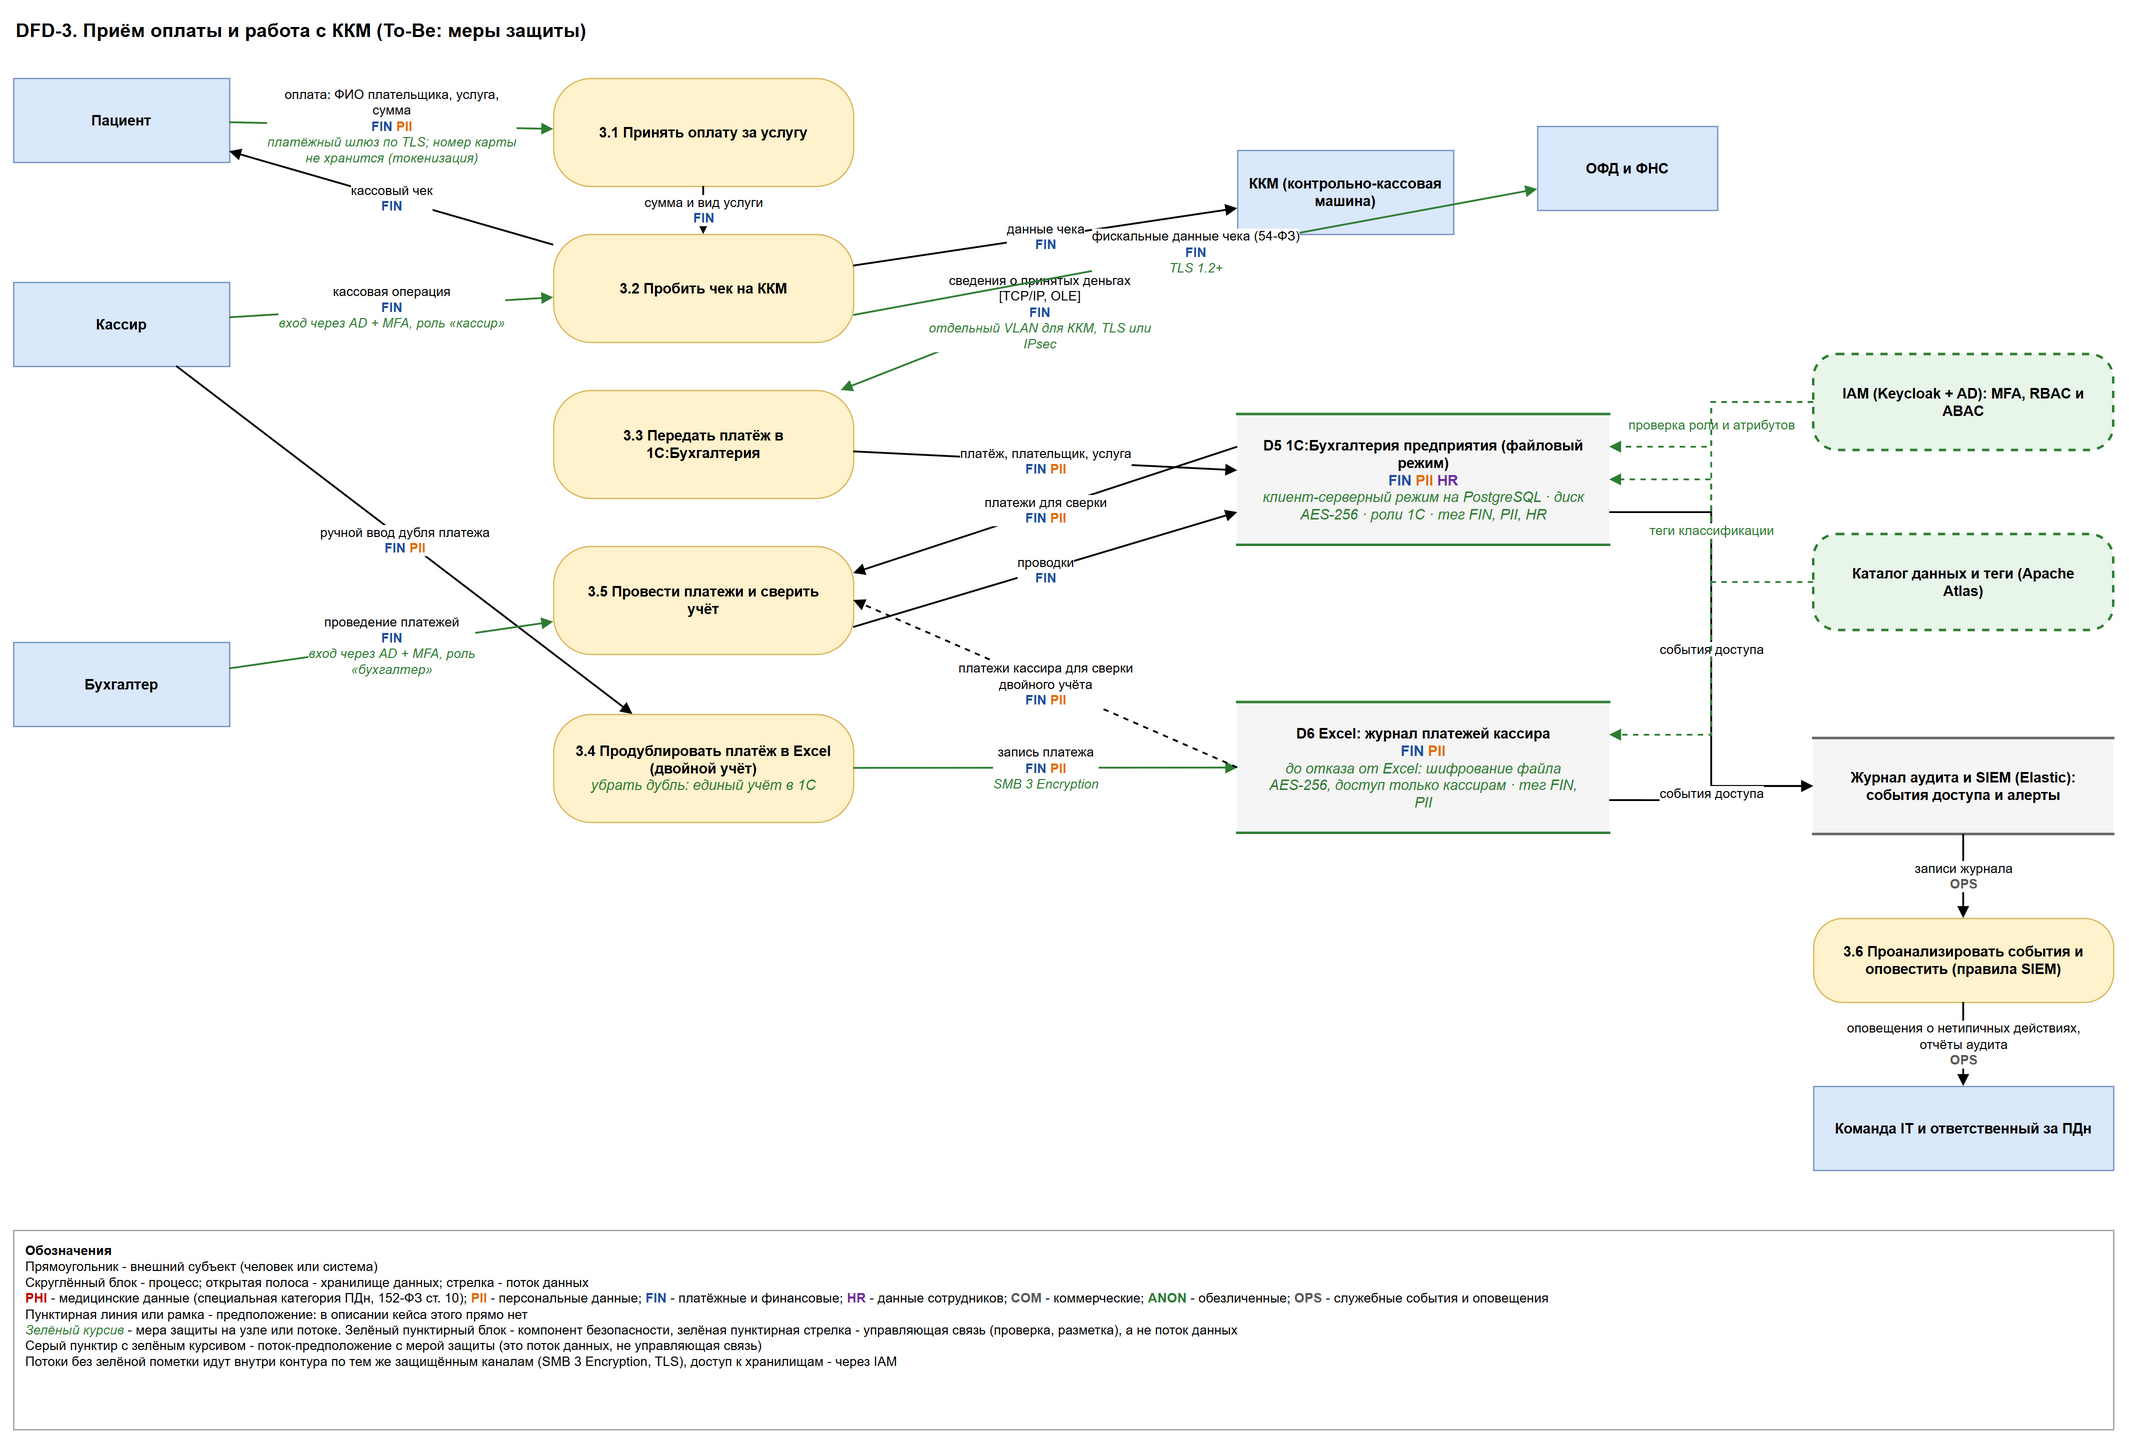 DFD-3. Приём оплаты и работа с ККМ (To-Be: меры защиты)
Пациент
оплата: ФИО плательщика, услуга,
сумма
FIN PII
платёжный шлюз по TLS; номер карты
не хранится (токенизация)
3.1 Принять оплату за услугу
ККМ (контрольно-кассовая
машина)
ОФД и ФНС
кассовый чек
FIN
сумма и вид услуги
FIN
данные чека
FIN
фискальные данные чека (54-ФЗ)
FIN
TLS 1.2+
Кассир
кассовая операция
FIN
вход через AD + MFA, роль «кассир»
3.2 Пробить чек на ККМ
сведения о принятых деньгах
[TCP/IP, OLE]
FIN
отдельный VLAN для ККМ, TLS или
IPsec
3.3 Передать платёж в
1С:Бухгалтерия
платёж, плательщик, услуга
FIN PII
D5 1С:Бухгалтерия предприятия (файловый
режим)
FIN PII HR
клиент-серверный режим на PostgreSQL · диск
AES-256 · роли 1С · тег FIN, PII, HR
проверка роли и атрибутов
IAM (Keycloak + AD): MFA, RBAC и
ABAC
платежи для сверки
FIN PII
теги классификации
ручной ввод дубля платежа
FIN PII
3.5 Провести платежи и сверить
учёт
проводки
FIN
Каталог данных и теги (Apache
Atlas)
проведение платежей
FIN
вход через AD + MFA, роль
«бухгалтер»
Бухгалтер
события доступа
платежи кассира для сверки
двойного учёта
FIN PII
3.4 Продублировать платёж в Excel
(двойной учёт)
убрать дубль: единый учёт в 1С
запись платежа
FIN PII
SMB 3 Encryption
D6 Excel: журнал платежей кассира
FIN PII
до отказа от Excel: шифрование файла
AES-256, доступ только кассирам · тег FIN,
PII
события доступа
Журнал аудита и SIEM (Elastic):
события доступа и алерты
записи журнала
OPS
3.6 Проанализировать события и
оповестить (правила SIEM)
оповещения о нетипичных действиях,
отчёты аудита
OPS
Команда IT и ответственный за ПДн
Обозначения
Прямоугольник - внешний субъект (человек или система)
Скруглённый блок - процесс; открытая полоса - хранилище данных; стрелка - поток данных
PHI - медицинские данные (специальная категория ПДн, 152-ФЗ ст. 10); PII - персональные данные; FIN - платёжные и финансовые; HR - данные сотрудников; COM - коммерческие; ANON - обезличенные; OPS - служебные события и оповещения
Пунктирная линия или рамка - предположение: в описании кейса этого прямо нет
Зелёный курсив - мера защиты на узле или потоке. Зелёный пунктирный блок - компонент безопасности, зелёная пунктирная стрелка - управляющая связь (проверка, разметка), а не поток данных
Серый пунктир с зелёным курсивом - поток-предположение с мерой защиты (это поток данных, не управляющая связь)
Потоки без зелёной пометки идут внутри контура по тем же защищённым каналам (SMB 3 Encryption, TLS), доступ к хранилищам - через IAM